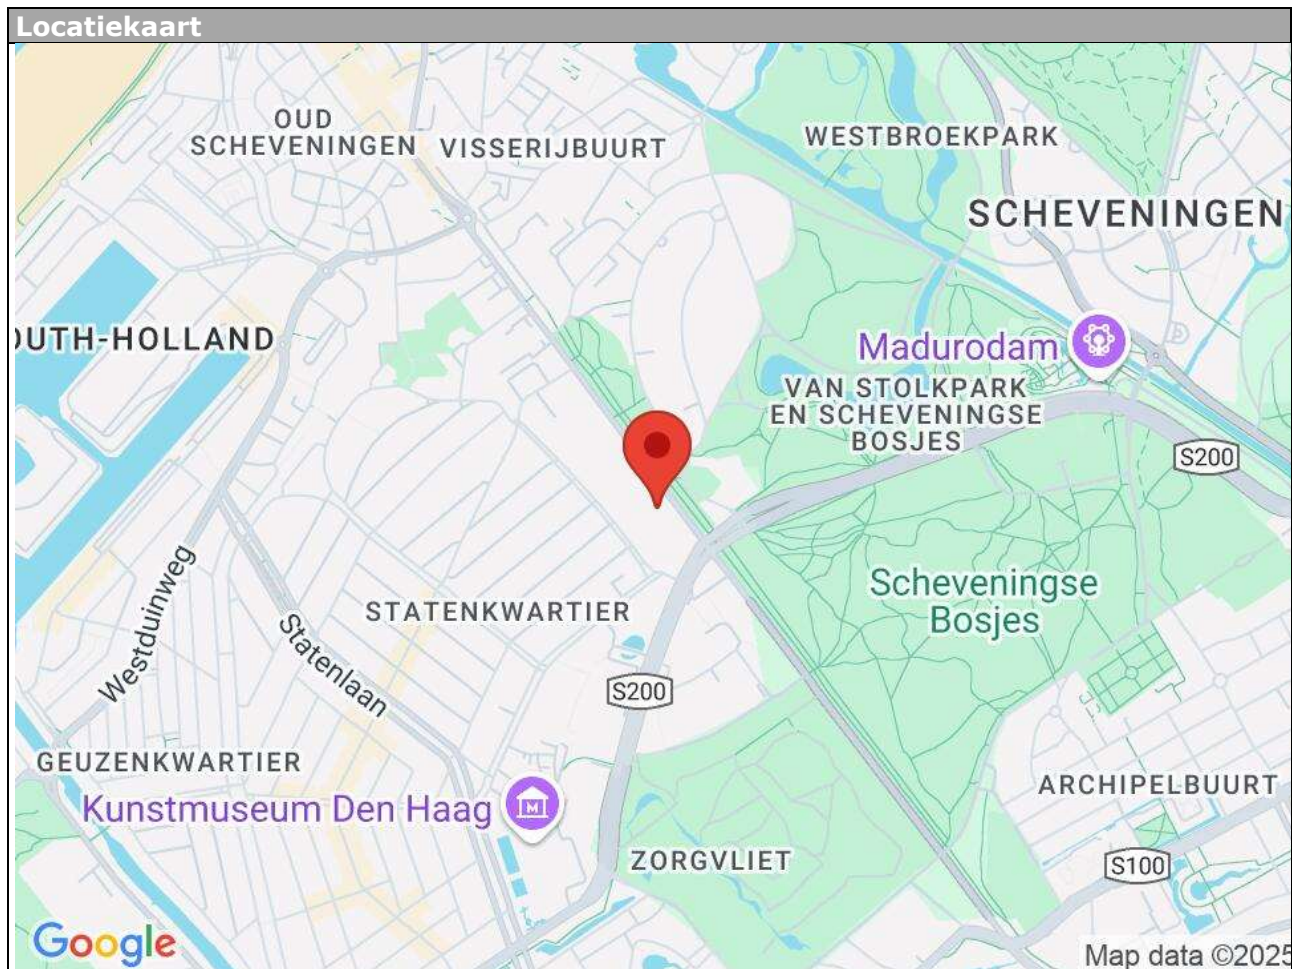 Locatiekaart
OUD
SCHEVENINGEN
VISSERIJBUURT
WESTBROEKPARK
SCHEVENINGEN
OUTH-HOLLAND
Madurodam
VAN STOLKPARK
EN SCHEVENINGSE
BOSJES
S200
Scheveningse
Bosjes
Westduinweg
STATENKWARTIER
Statenlaan
S200
GEUZENKWARTIER
Kunstmuseum Den Haag
M
ARCHIPELBUURT
ZORGVLIET
S100
Google
Map data ©2025